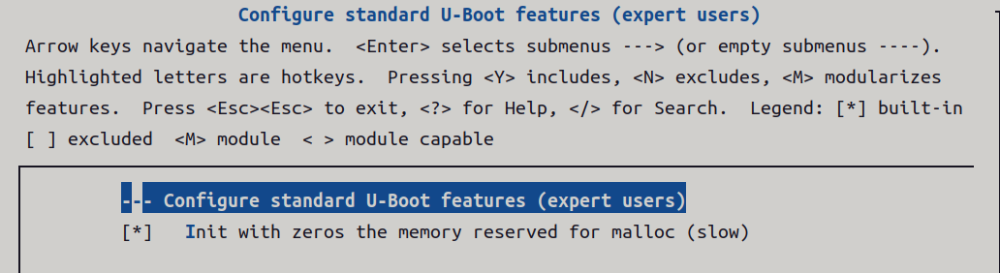 Configure standard U-Boot features (expert users)
Arrow keys navigate the menu.  <Enter> selects submenus ---> (or empty submenus ----).
Highlighted letters are hotkeys.  Pressing <Y> includes, <N> excludes, <M> modularizes
features.  Press <Esc><Esc> to exit, <?> for Help, </> for Search.  Legend: [*] built-in
[ ] excluded  <M> module  < > module capable
--- Configure standard U-Boot features (expert users)
[*]   Init with zeros the memory reserved for malloc (slow)